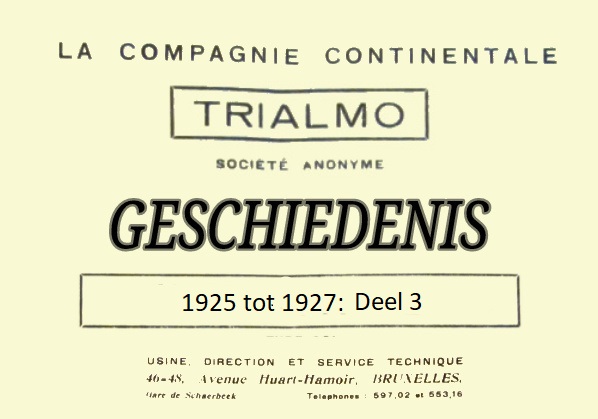 LA COMPAGNIE CONTINENTALE
TRIALMO
SOCIÉTÉ ANONYME
GESCHIEDENIS
1925 tot 1927: Deel 3
USINE, DIRECTION ET SERVICE TECHNIQUE
46-48, Avenue Huart-Hamoir, BRUXELLES.
Gare de Schaerbeek Telephones : 597,02 et 553,16